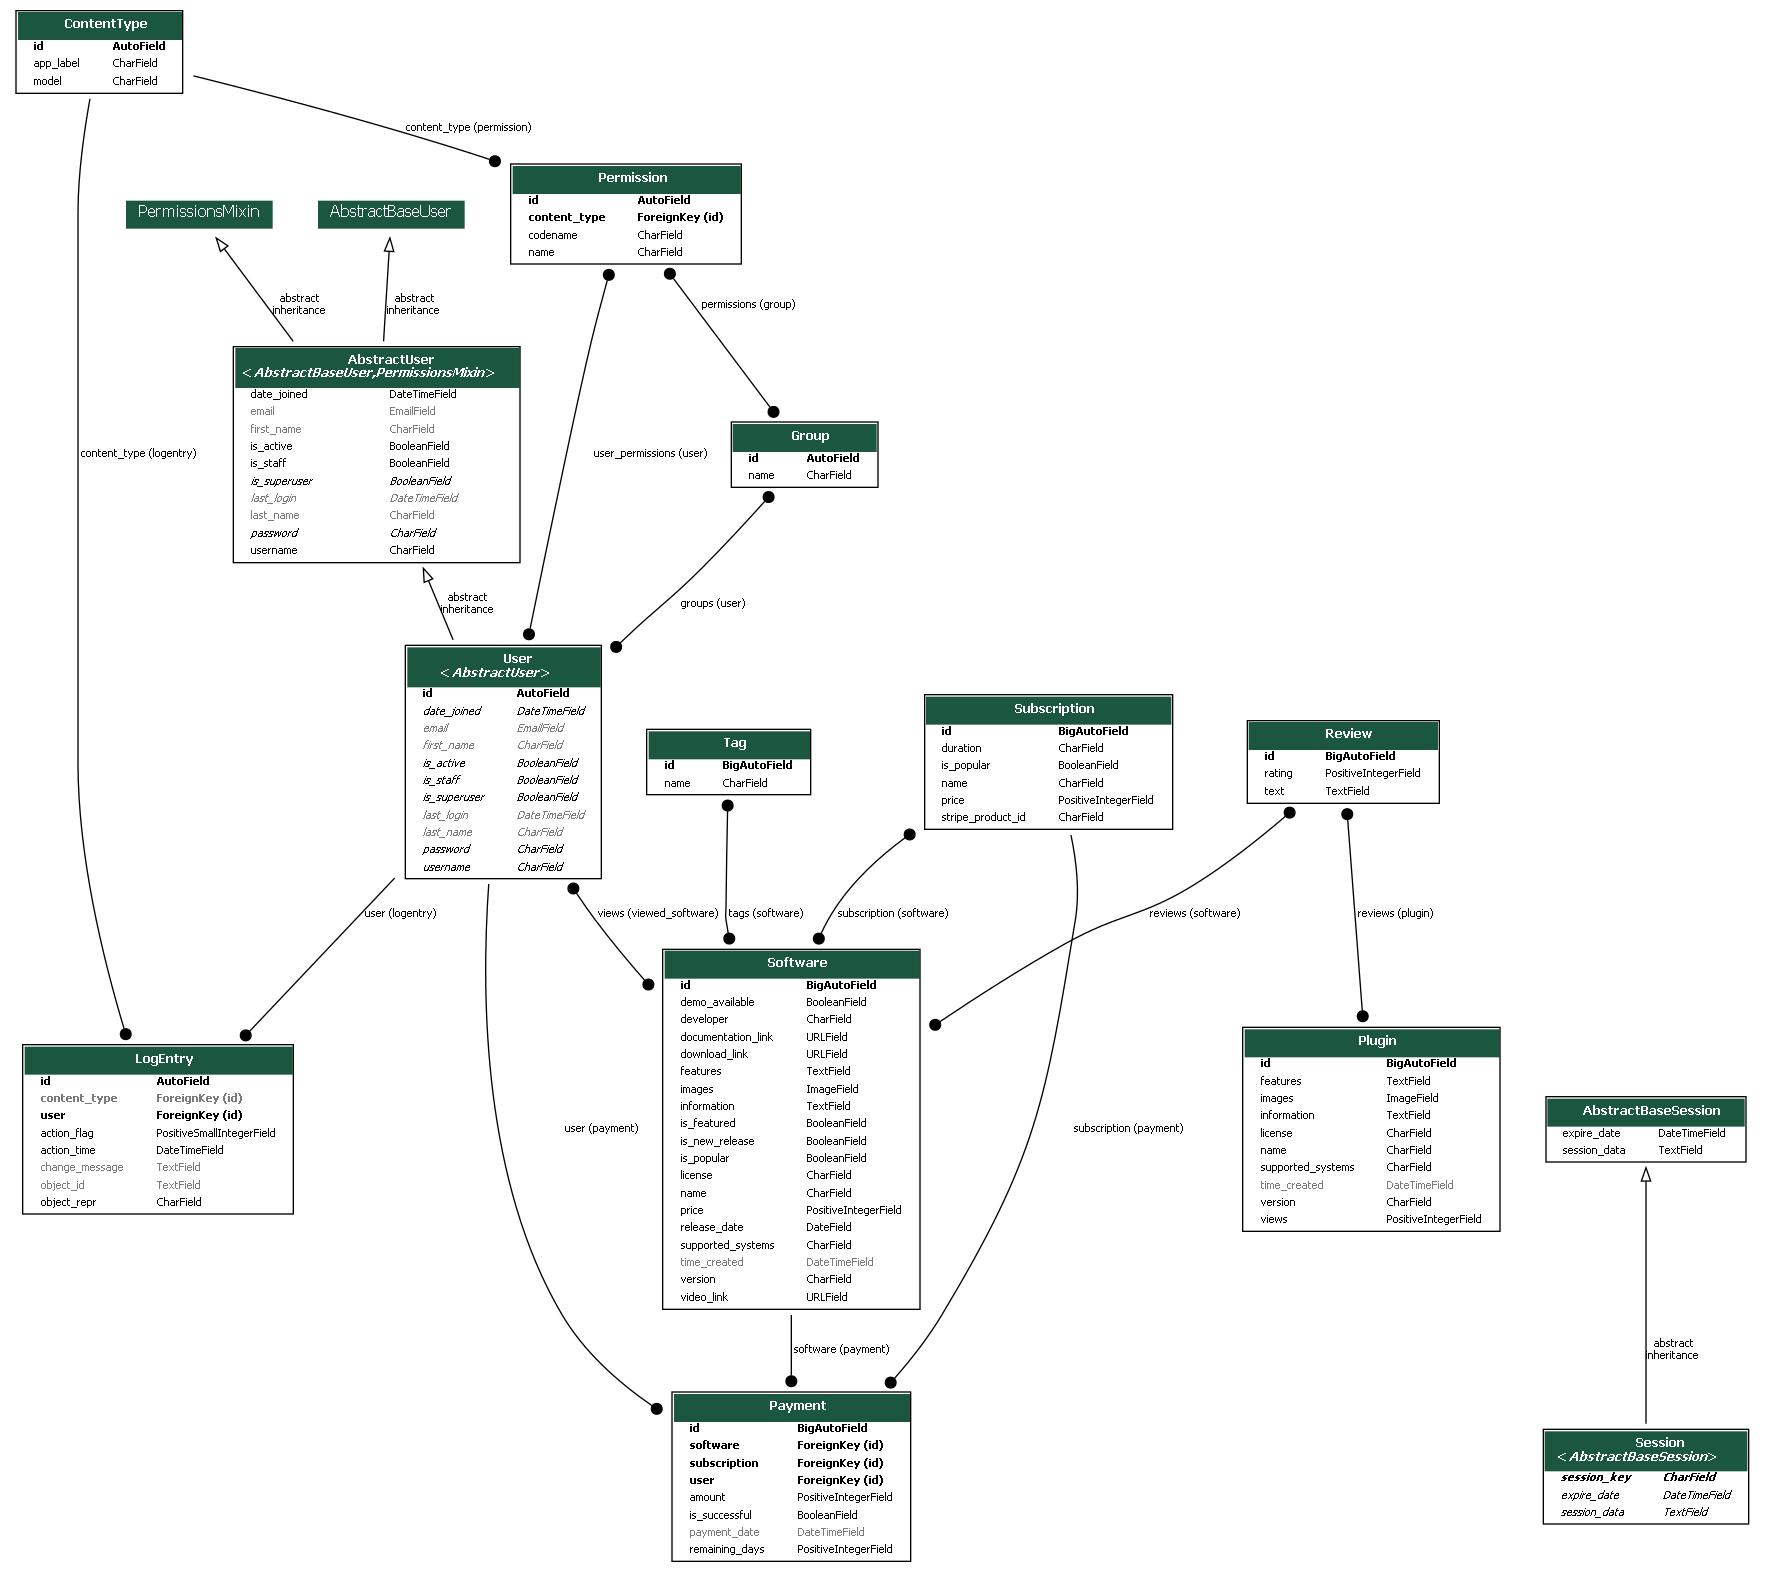 ContentType
id AutoField
app_label CharField
model CharField
content_type (permission)
Permission
id AutoField
content_type ForeignKey (id)
codename CharField
name CharField
PermissionsMixin
AbstractBaseUser
abstract
inheritance
abstract
inheritance
permissions (group)
AbstractUser
<AbstractBaseUser,PermissionsMixin>
date_joined DateTimeField
email EmailField
first_name CharField
is_active BooleanField
is_staff BooleanField
is_superuser BooleanField
last_login DateTimeField
last_name CharField
password CharField
username CharField
content_type (logentry)
user_permissions (user)
Group
id AutoField
name CharField
abstract
inheritance
groups (user)
User
<AbstractUser>
id AutoField
date_joined DateTimeField
email EmailField
first_name CharField
is_active BooleanField
is_staff BooleanField
is_superuser BooleanField
last_login DateTimeField
last_name CharField
password CharField
username CharField
Tag
id BigAutoField
name CharField
Subscription
id BigAutoField
duration CharField
is_popular BooleanField
name CharField
price PositiveIntegerField
stripe_product_id CharField
Review
id BigAutoField
rating PositiveIntegerField
text TextField
user (logentry)
views (viewed_software)
tags (software)
subscription (software)
reviews (software)
reviews (plugin)
LogEntry
id AutoField
content_type ForeignKey (id)
user ForeignKey (id)
action_flag PositiveSmallIntegerField
action_time DateTimeField
change_message TextField
object_id TextField
object_repr CharField
Software
id BigAutoField
demo_available BooleanField
developer CharField
documentation_link URLField
download_link URLField
features TextField
images ImageField
information TextField
is_featured BooleanField
is_new_release BooleanField
is_popular BooleanField
license CharField
name CharField
price PositiveIntegerField
release_date DateField
supported_systems CharField
time_created DateTimeField
version CharField
video_link URLField
Plugin
id BigAutoField
features TextField
images ImageField
information TextField
license CharField
name CharField
supported_systems CharField
time_created DateTimeField
version CharField
views PositiveIntegerField
AbstractBaseSession
expire_date DateTimeField
session_data TextField
user (payment)
subscription (payment)
software (payment)
abstract
inheritance
Payment
id BigAutoField
software ForeignKey (id)
subscription ForeignKey (id)
user ForeignKey (id)
amount PositiveIntegerField
is_successful BooleanField
payment_date DateTimeField
remaining_days PositiveIntegerField
Session
<AbstractBaseSession>
session_key CharField
expire_date DateTimeField
session_data TextField